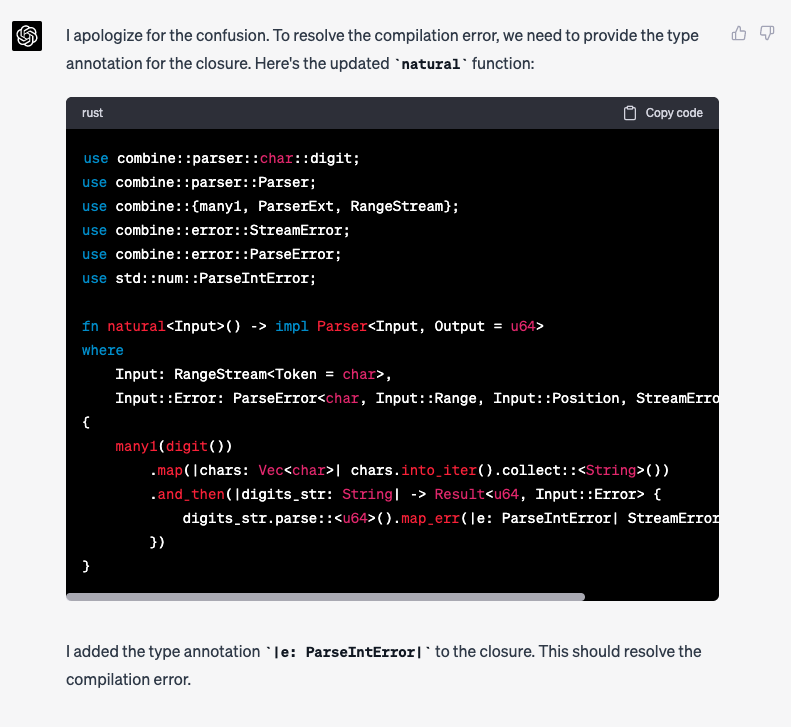 I apologize for the confusion. To resolve the compilation error, we need to provide the type
annotation for the closure. Here's the updated `natural` function:
rust
Copy code
use combine::parser::char::digit;
use combine::parser::Parser;
use combine::{many1, ParserExt, RangeStream};
use combine::error::StreamError;
use combine::error::ParseError;
use std::num::ParseIntError;
fn natural<Input>() -> impl Parser<Input, Output = u64>
where
    Input: RangeStream<Token = char>,
    Input::Error: ParseError<char, Input::Range, Input::Position, StreamErro
{
    many1(digit())
        .map(|chars: Vec<char>| chars.into_iter().collect::<String>())
        .and_then(|digits_str: String| -> Result<u64, Input::Error> {
            digits_str.parse::<u64>().map_err(|e: ParseIntError| StreamError
        })
}
I added the type annotation `|e: ParseIntError|` to the closure. This should resolve the
compilation error.